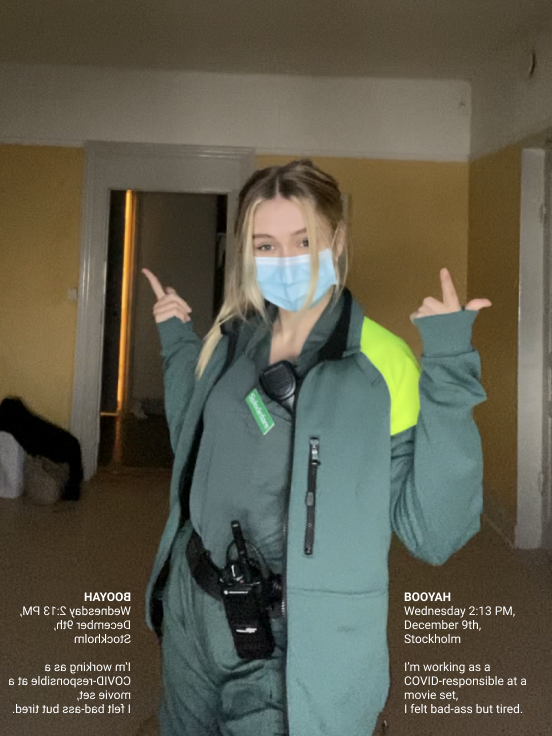 BOOYAH
Wednesday 2:13 PM,
December 9th,
Stockholm
I'm working as a
COVID-responsible at a
movie set,
I felt bad-ass but tired.
BOOYAH
Wednesday 2:13 PM,
December 9th,
Stockholm
I'm working as a
COVID-responsible at a
movie set,
I felt bad-ass but tired.